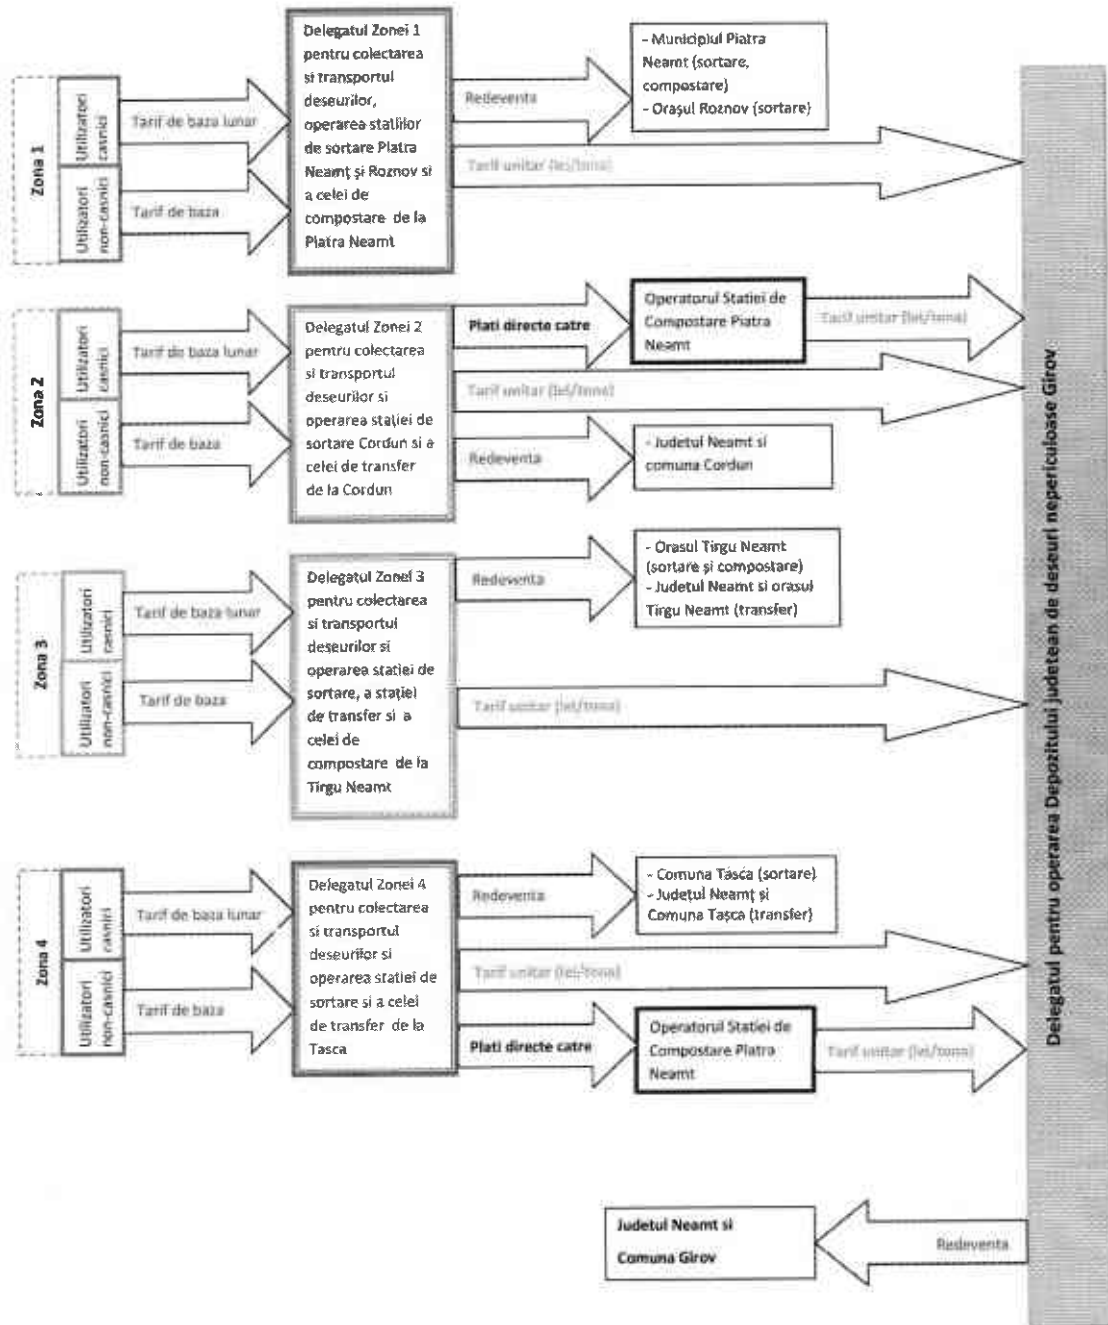 Zona 1
Utilizatori
casnici
Utilizatori
non-casnici
Tarif de baza lunar
Tarif de baza
Delegatul Zonei 1
pentru colectarea
si transportul
deseurilor,
operarea statiilor
de sortare Piatra
Neamț și Roznov si
a celei de
compostare de la
Piatra Neamt
Redeventa
- Municipiul Piatra
Neamt (sortare,
compostare)
- Orașul Roznov (sortare)
Tarif unitar (lei/tona)
Zona 2
Utilizatori
casnici
Utilizatori
non-casnici
Tarif de baza lunar
Tarif de baza
Delegatul Zonei 2
pentru colectarea
si transportul
deseurilor si
operarea stației de
sortare Cordun si a
celei de transfer
de la Cordun
Plati directe catre
Operatorul Statiei de
Compostare Piatra
Neamt
Tarif unitar (lei/tona)
Tarif unitar (lei/tona)
Redeventa
- Județul Neamt si
comuna Cordun
Zona 3
Utilizatori
casnici
Utilizatori
non-casnici
Tarif de baza lunar
Tarif de baza
Delegatul Zonei 3
pentru colectarea
si transportul
deseurilor si
operarea statiei de
sortare, a stației
de transfer si a
celei de
compostare de la
Tirgu Neamt
Redeventa
- Orasul Tirgu Neamt
(sortare și compostare)
- Județul Neamt si orasul
Tirgu Neamt (transfer)
Tarif unitar (lei/tona)
Zona 4
Utilizatori
casnici
Utilizatori
non-casnici
Tarif de baza lunar
Tarif de baza
Delegatul Zonei 4
pentru colectarea
si transportul
deseurilor si
operarea statiei de
sortare si a celei
de transfer de la
Tasca
Redeventa
- Comuna Tasca (sortare)
- Județul Neamț și
Comuna Tașca (transfer)
Tarif unitar (lei/tona)
Plati directe catre
Operatorul Statiei de
Compostare Piatra
Neamt
Tarif unitar (lei/tona)
Delegatul pentru operarea Depozitului judetean de deseuri nepericuloase Girov
Judetul Neamt si
Comuna Girov
Redeventa